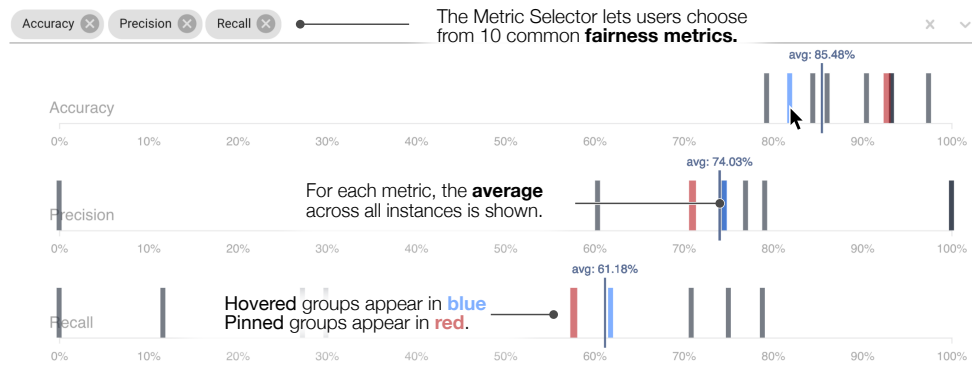 Accuracy Precision Recall
The Metric Selector lets users choose
from 10 common fairness metrics.
avg: 85.48%
Accuracy
0% 10% 20% 30% 40% 50% 60% 70% 80% 90% 100%
avg: 74.03%
For each metric, the average
across all instances is shown.
Precision
0% 10% 20% 30% 40% 50% 60% 70% 80% 90% 100%
avg: 61.18%
Hovered groups appear in blue
Pinned groups appear in red.
Recall
0% 10% 20% 30% 40% 50% 60% 70% 80% 90% 100%